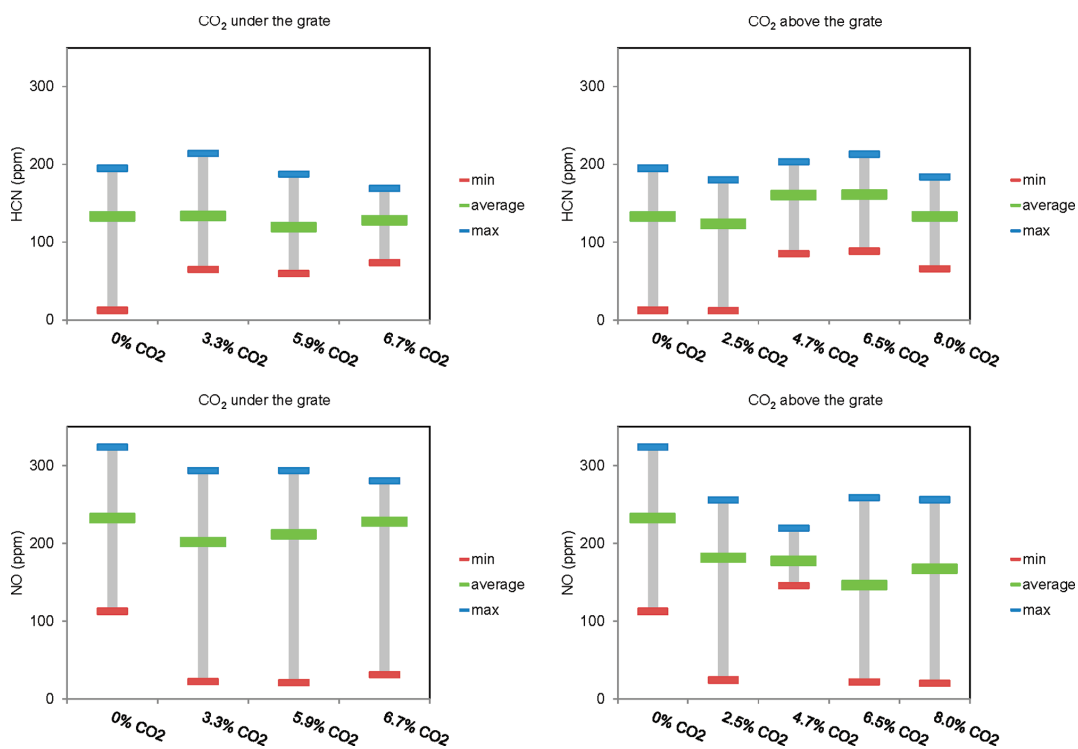 CO2 under the grate
HCN (ppm)
300
200
100
0
0% CO2
3.3% CO2
5.9% CO2
6.7% CO2
min
average
max
CO2 above the grate
HCN (ppm)
300
200
100
0
0% CO2
2.5% CO2
4.7% CO2
6.5% CO2
8.0% CO2
min
average
max
CO2 under the grate
NO (ppm)
300
200
100
0
0% CO2
3.3% CO2
5.9% CO2
6.7% CO2
min
average
max
CO2 above the grate
NO (ppm)
300
200
100
0
0% CO2
2.5% CO2
4.7% CO2
6.5% CO2
8.0% CO2
min
average
max